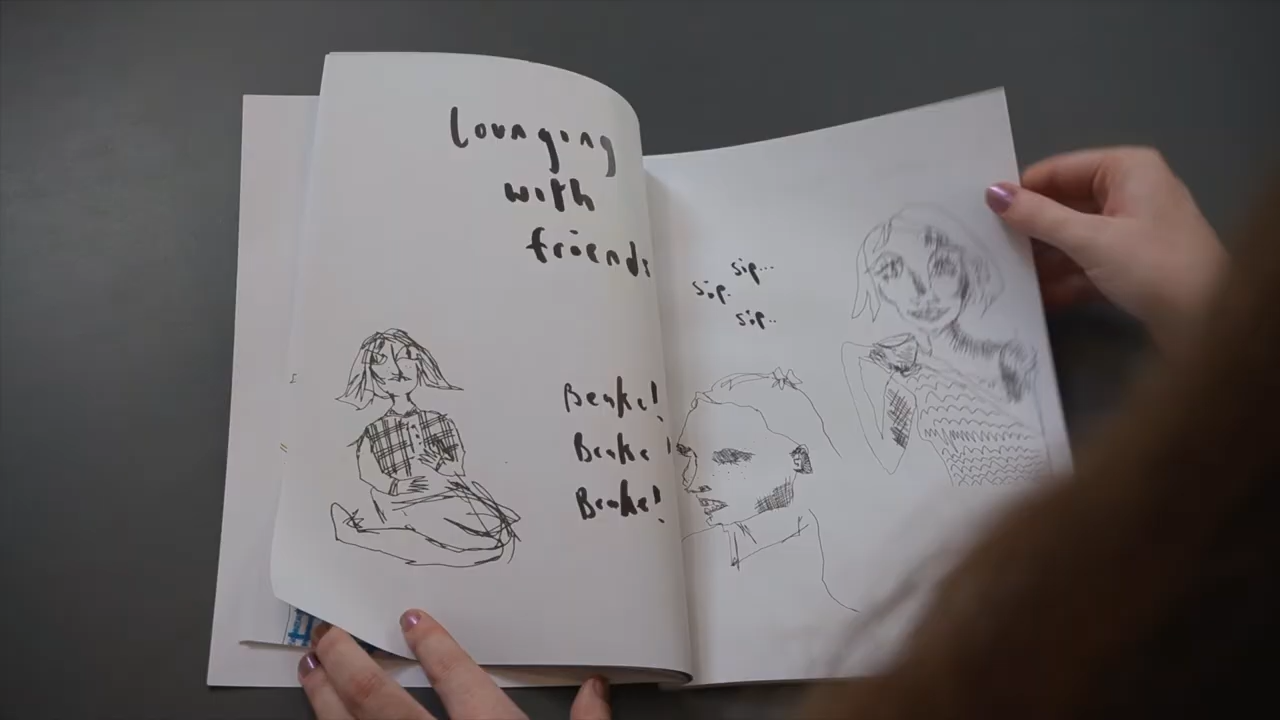 Lounging
with
friends
Beake!
Beake
Beake!
sip...
sip.
sip..